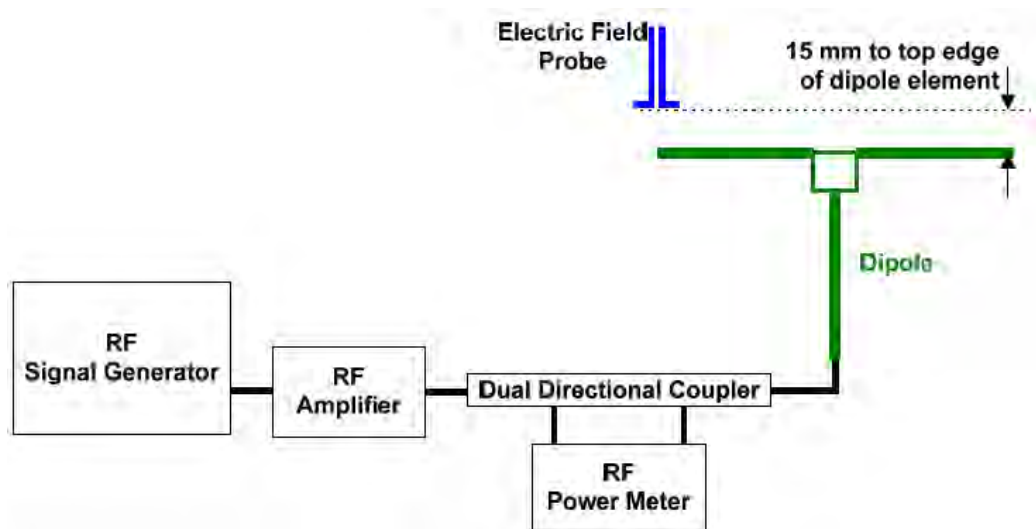 Electric Field
Probe
15 mm to top edge
of dipole element
Dipole
RF
Signal Generator
RF
Amplifier
Dual Directional Coupler
RF
Power Meter